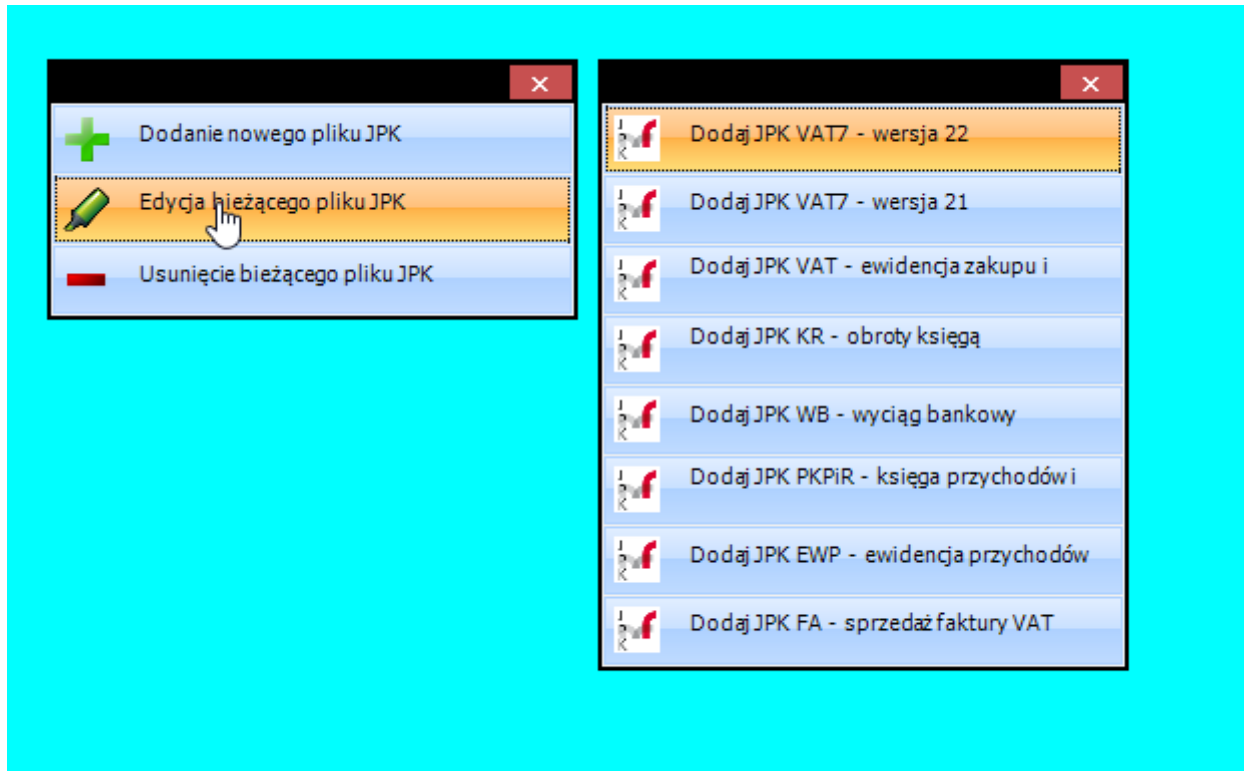 Dodanie nowego pliku JPK
Edycja bieżącego pliku JPK
Usunięcie bieżącego pliku JPK
Dodaj JPK VAT7 - wersja 22
Dodaj JPK VAT7 - wersja 21
Dodaj JPK VAT - ewidencja zakupu i
Dodaj JPK KR - obroty księgą
Dodaj JPK WB - wyciąg bankowy
Dodaj JPK PKPiR - księga przychodów i
Dodaj JPK EWP - ewidencja przychodów
Dodaj JPK FA - sprzedaż faktury VAT